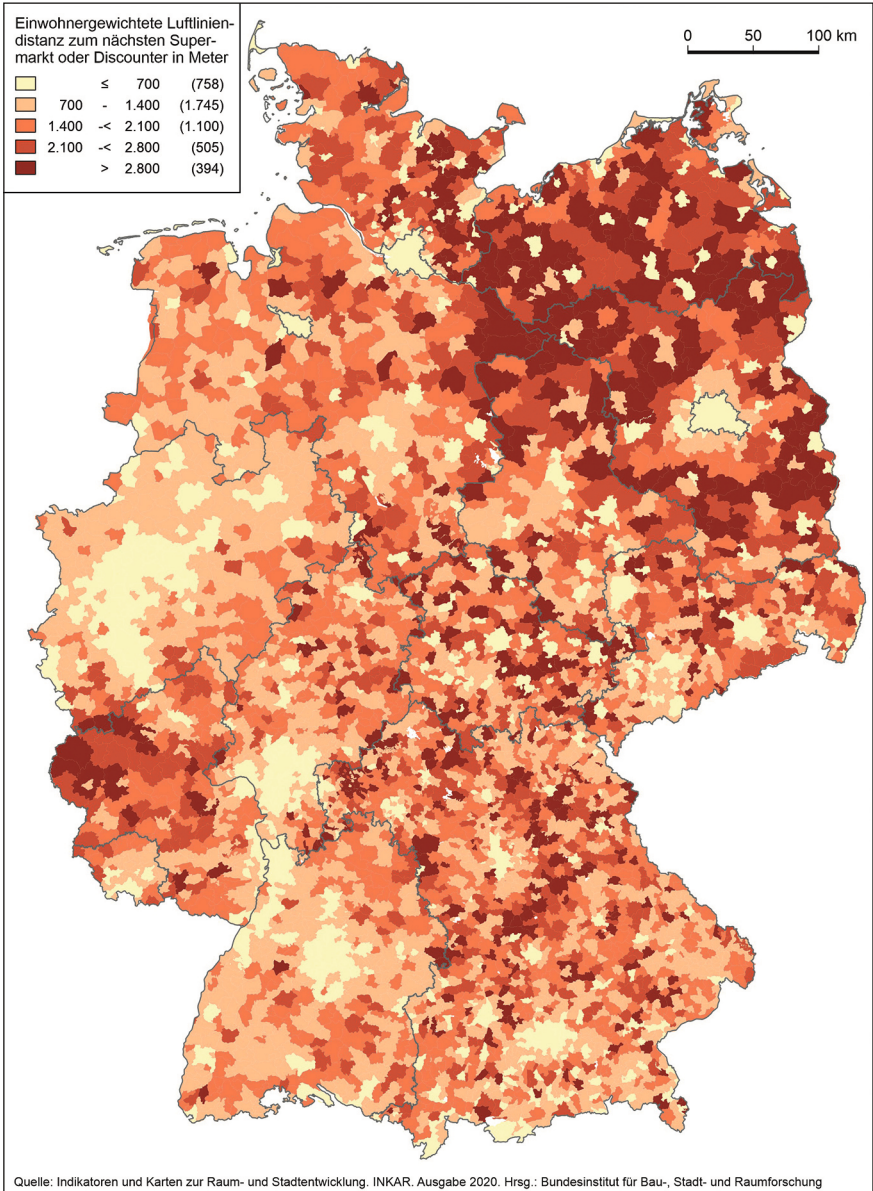 Einwohnergewichtete Luftlinien-
distanz zum nächsten Super-
markt oder Discounter in Meter
≤ 700 (758)
700 - 1.400 (1.745)
1.400 -< 2.100 (1.100)
2.100 -< 2.800 (505)
> 2.800 (394)
0 50 100 km
Quelle: Indikatoren und Karten zur Raum- und Stadtentwicklung. INKAR. Ausgabe 2020. Hrsg.: Bundesinstitut für Bau-, Stadt- und Raumforschung